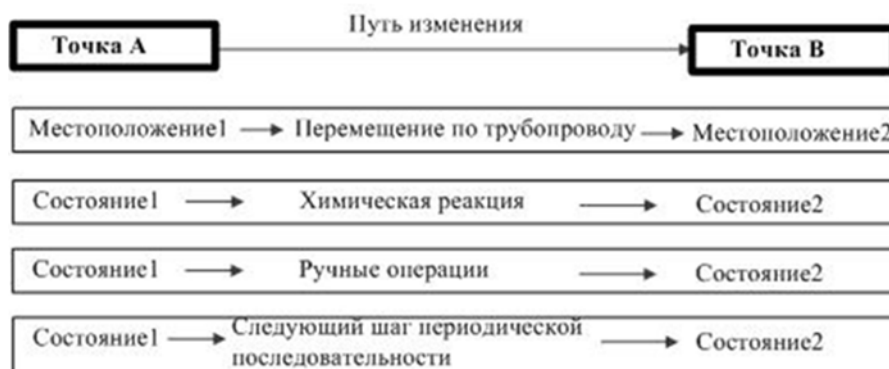 Путь изменения
Точка А Точка В
Местоположение1 Перемещение по трубопроводу Местоположение2
Состояние1 Химическая реакция Состояние2
Состояние1 Ручные операции Состояние2
Состояние1 Следующий шаг периодической Состояние2
последовательности